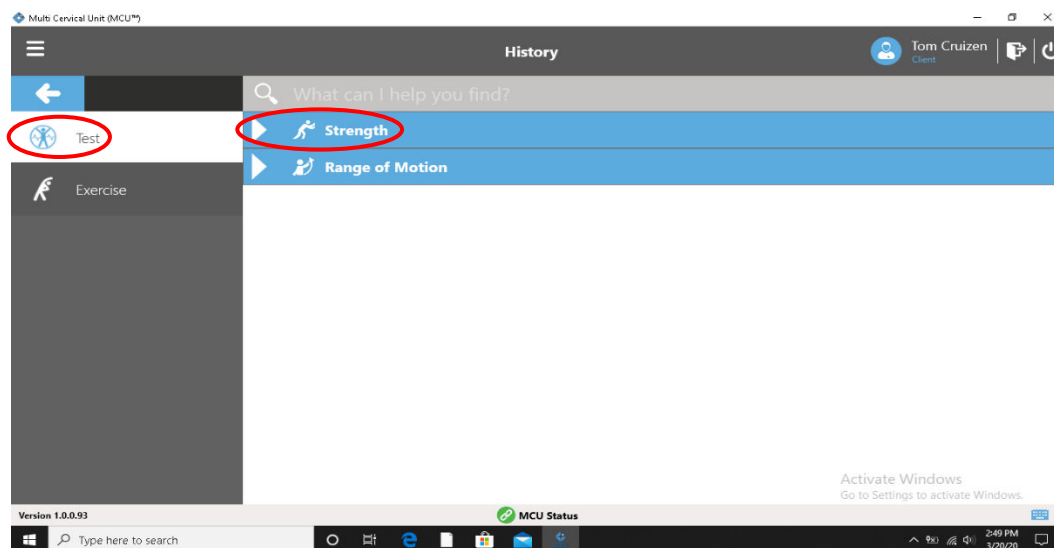 Multi Cervical Unit (MCU™)
History
Tom Cruizen
Client
What can I help you find?
Test
Strength
Range of Motion
Exercise
Activate Windows
Go to Settings to activate Windows.
Version 1.0.0.93
MCU Status
Type here to search
2:49 PM
3/20/20